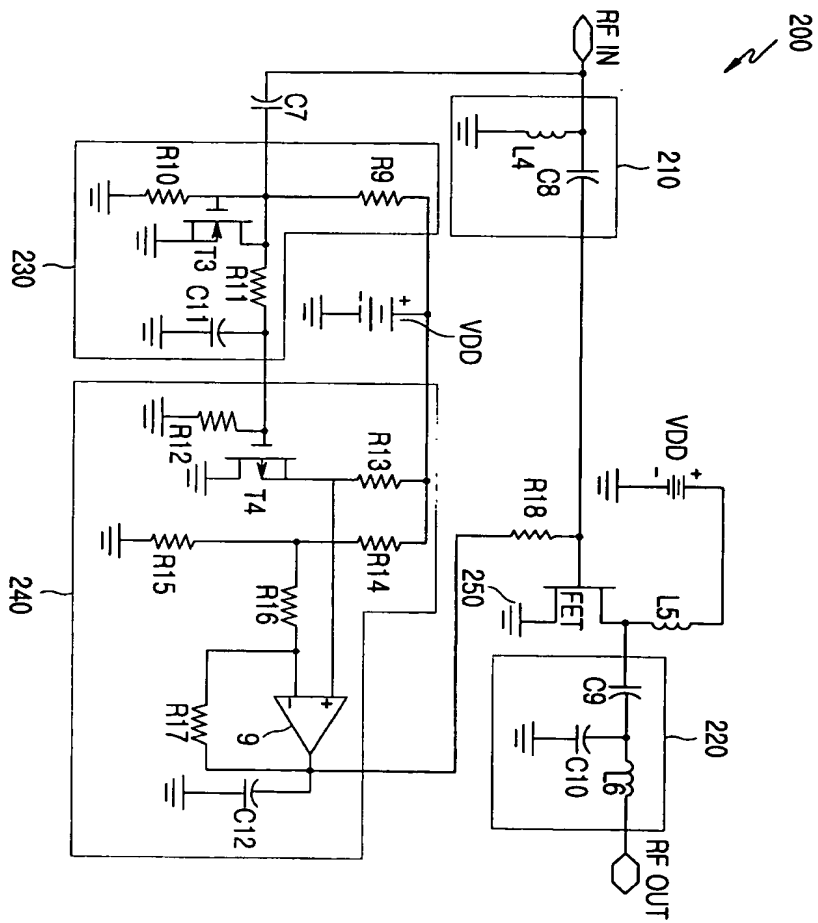 200
RF IN
210
L4
C8
C7
R10
R9
T3
R11
C11
230
VDD
+
-
VDD
+
-
R18
250
FET
L5
C9
C10
L6
220
RF OUT
R12
T4
R13
R14
R15
R16
R17
-
+
9
C12
240